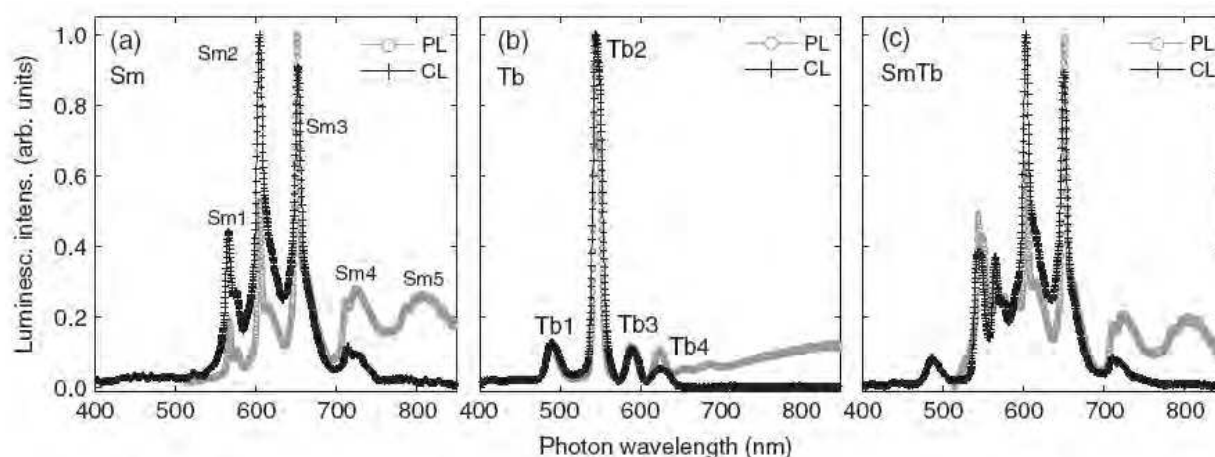 (a) Sm
PL
CL
Sm1
Sm2
Sm3
Sm4
Sm5
(b) Tb
PL
CL
Tb1
Tb2
Tb3
Tb4
(c) SmTb
PL
CL
Luminesc. intens. (arb. units)
1.0
0.8
0.6
0.4
0.2
0.0
400 500 600 700 800
400 500 600 700 800
400 500 600 700 800
Photon wavelength (nm)